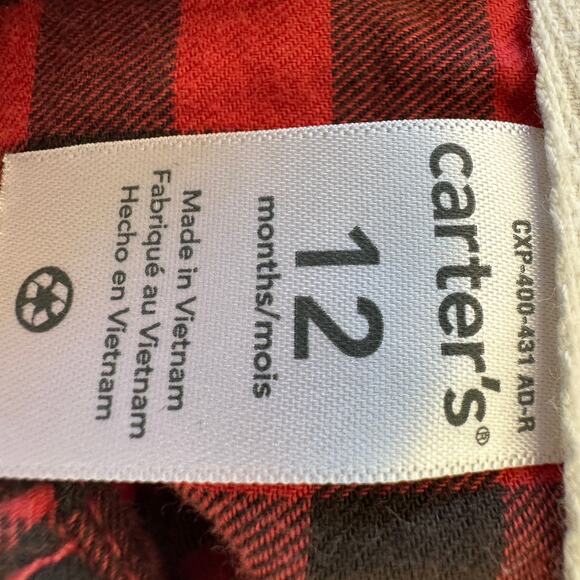 CXP-400-431 AD-R
carter's®
12
months/mois
Made in Vietnam
Fabriqué au Vietnam
Hecho en Vietnam